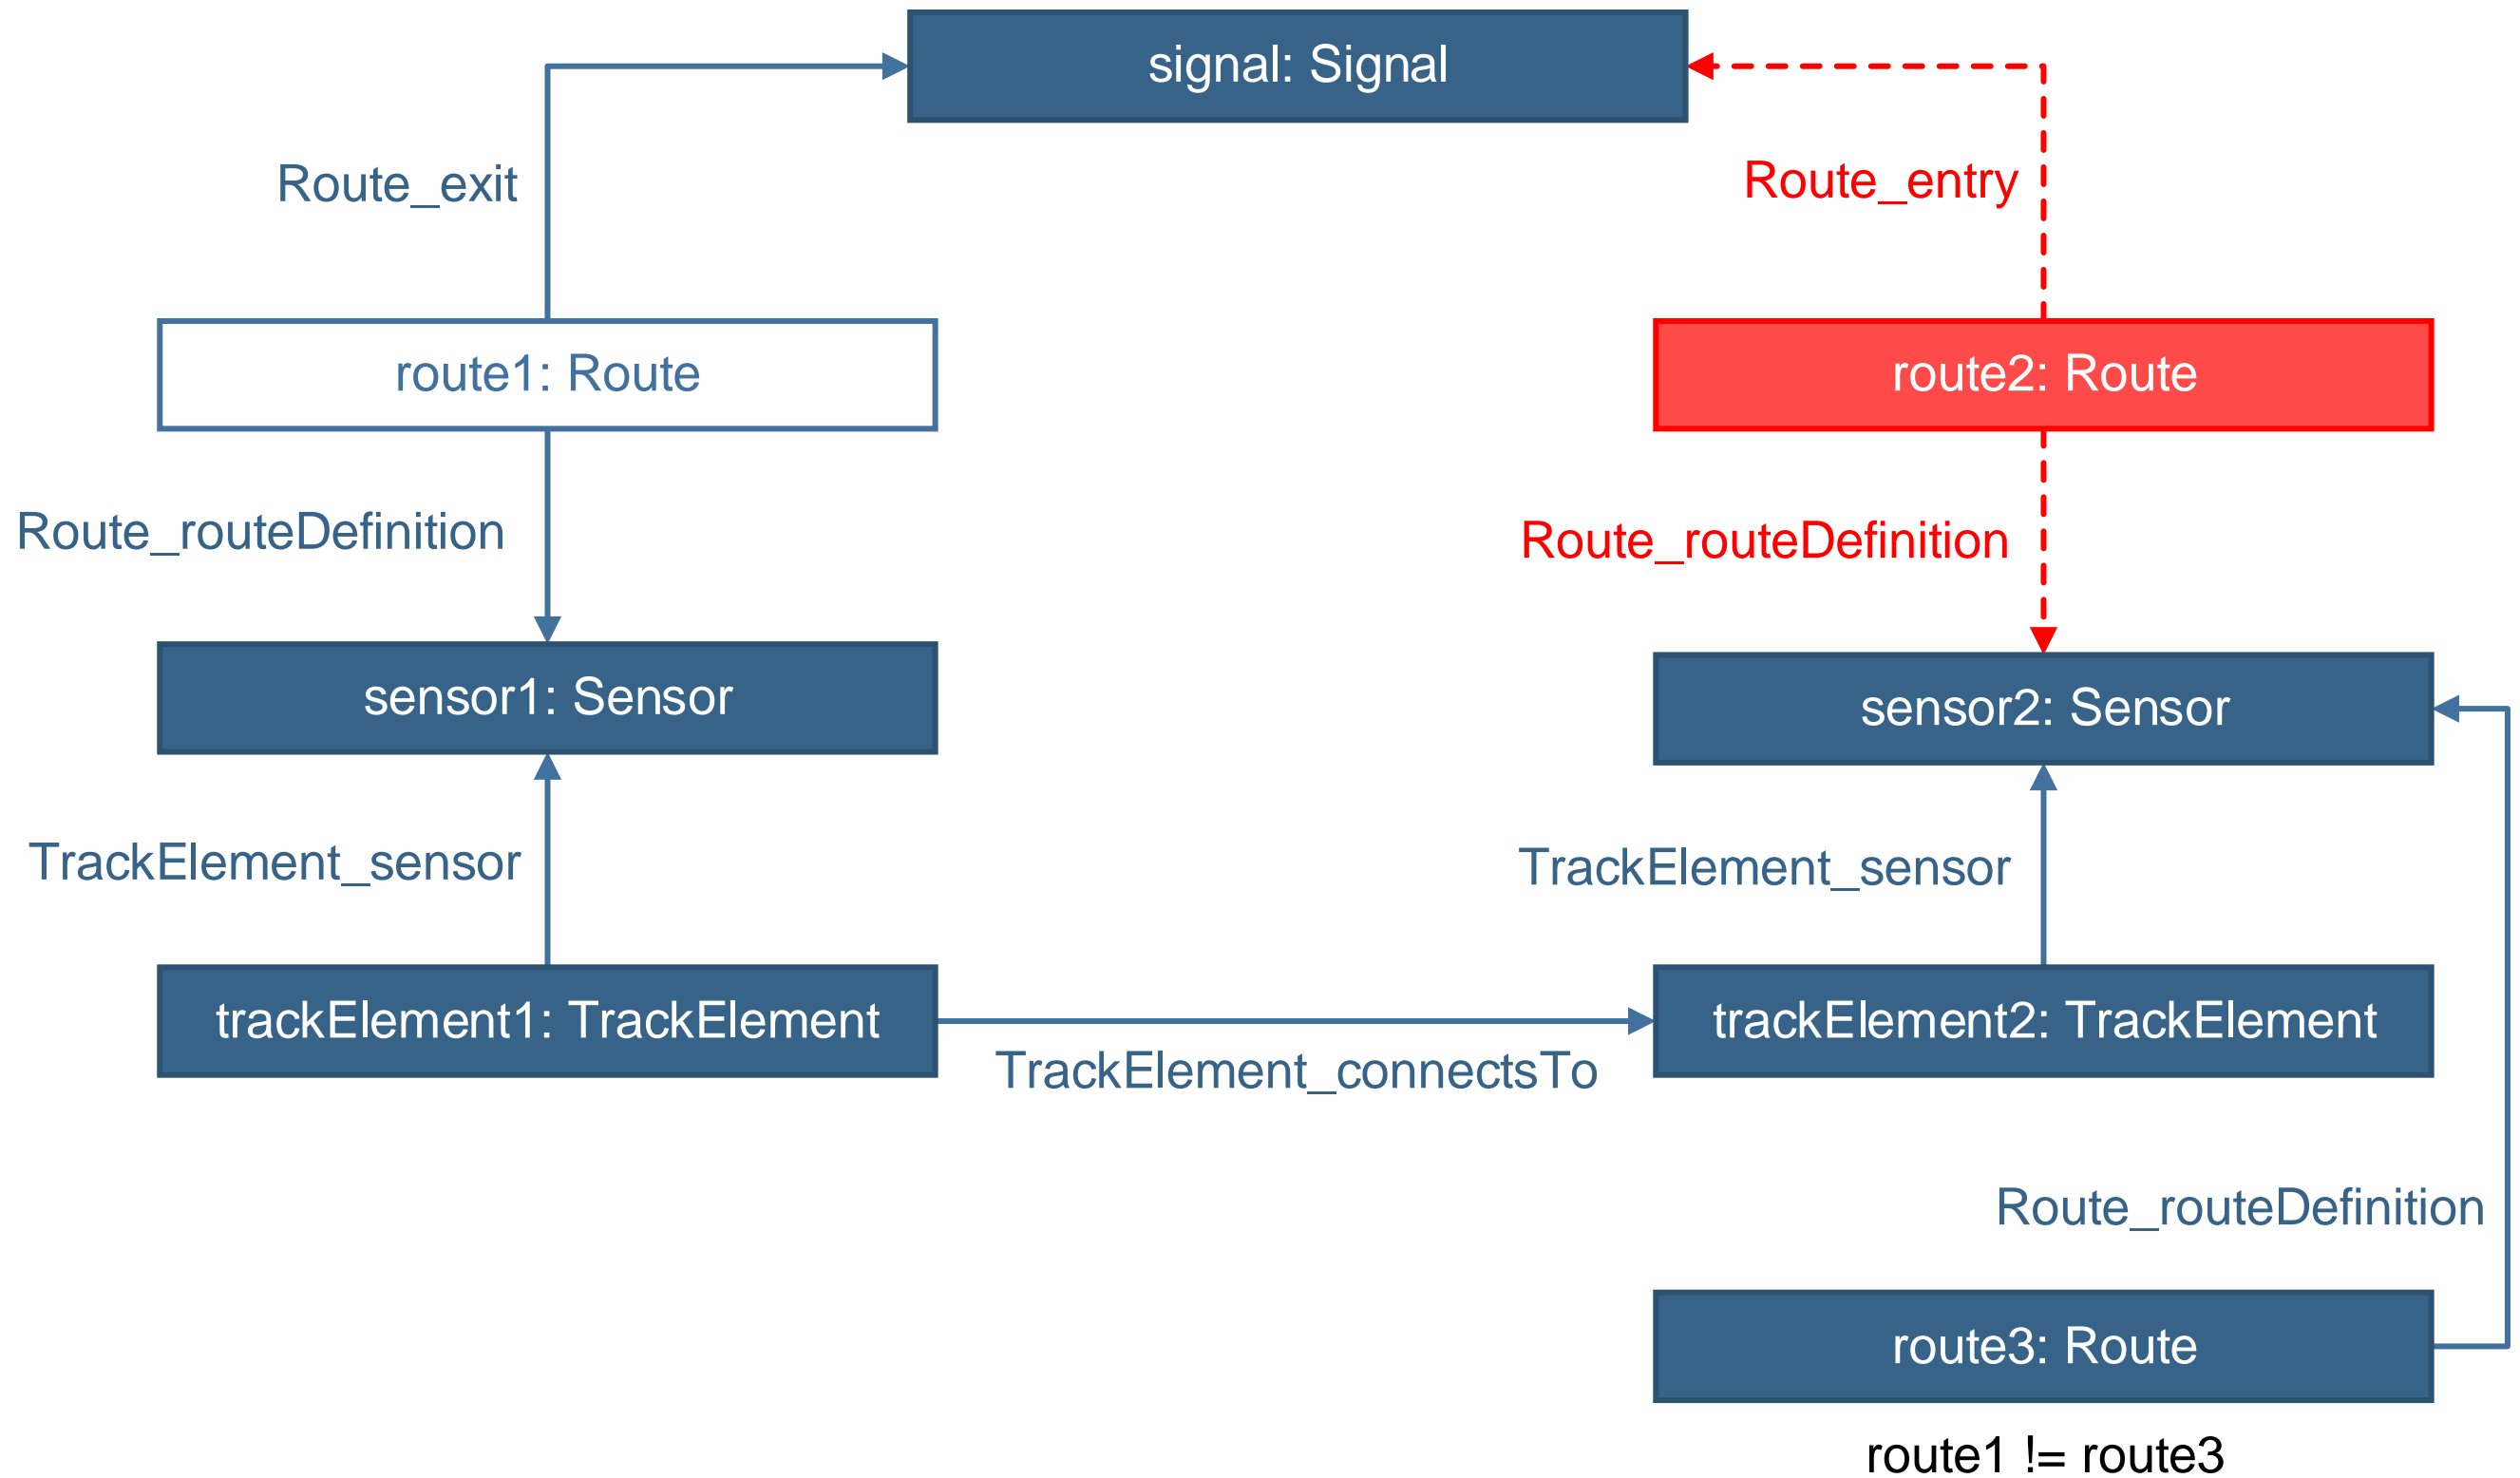 signal: Signal
Route_exit
Route_entry
route1: Route
route2: Route
Route_routeDefinition
Route_routeDefinition
sensor1: Sensor
sensor2: Sensor
TrackElement_sensor
TrackElement_sensor
trackElement1: TrackElement
trackElement2: TrackElement
TrackElement_connectsTo
Route_routeDefinition
route3: Route
route1 != route3